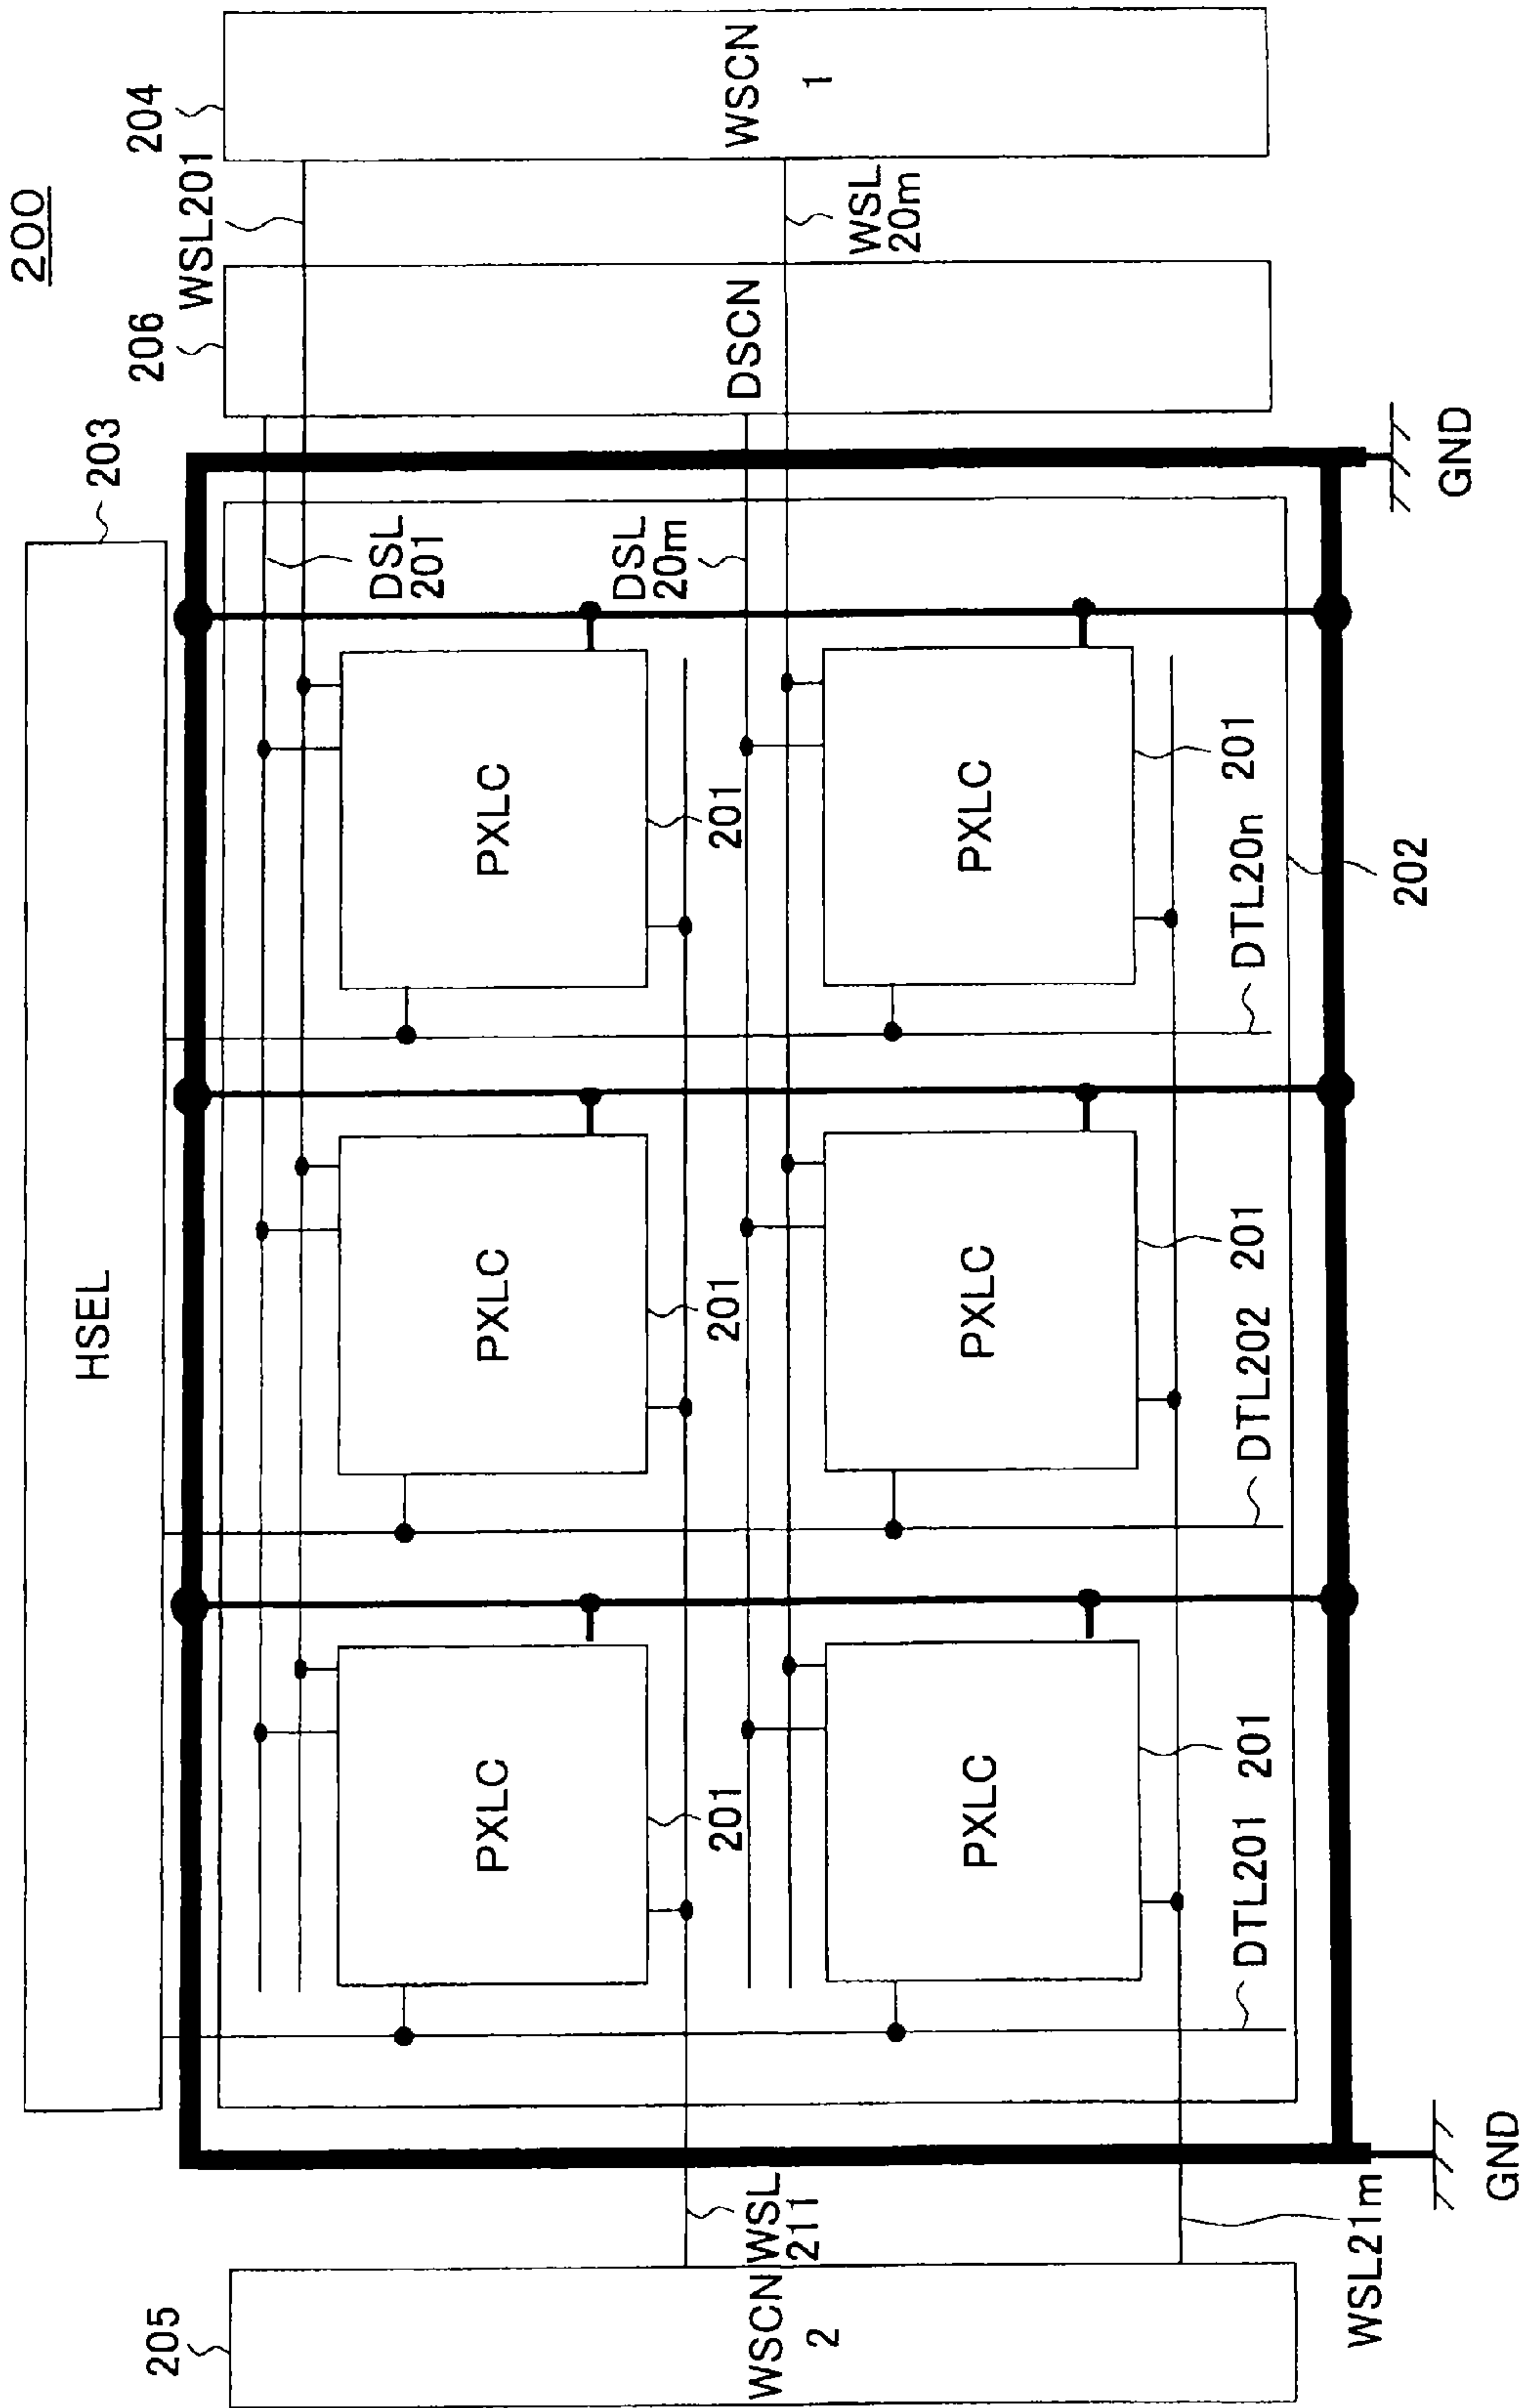 200
HSEL
203
205
206
204
WSL201
DSL
201
PXLC
PXLC
PXLC
DSL
20m
201
201
201
WSCN
2
WSL
211
DSCN
WSCN
1
WSL
20m
PXLC
PXLC
PXLC
DTL201
201
DTL202
201
DTL20n
201
WSL21m
202
GND
GND